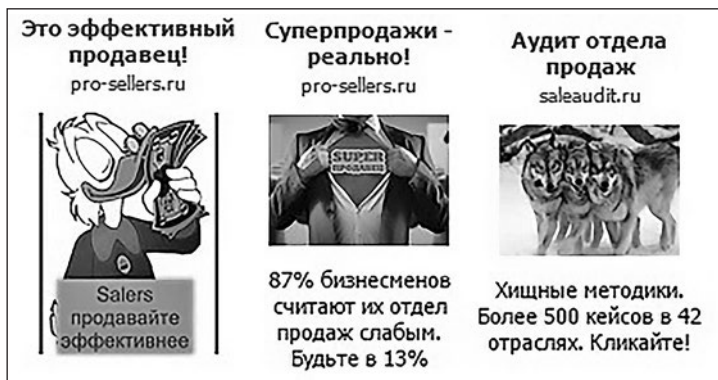 Это эффективный
продавец!
pro-sellers.ru
Salers
продавайте
эффективнее
Суперпродажи -
реально!
pro-sellers.ru
SUPER
ПРОДАВЕЦ
87% бизнесменов
считают их отдел
продаж слабым.
Будьте в 13%
Аудит отдела
продаж
saleaudit.ru
Хищные методики.
Более 500 кейсов в 42
отраслях. Кликайте!